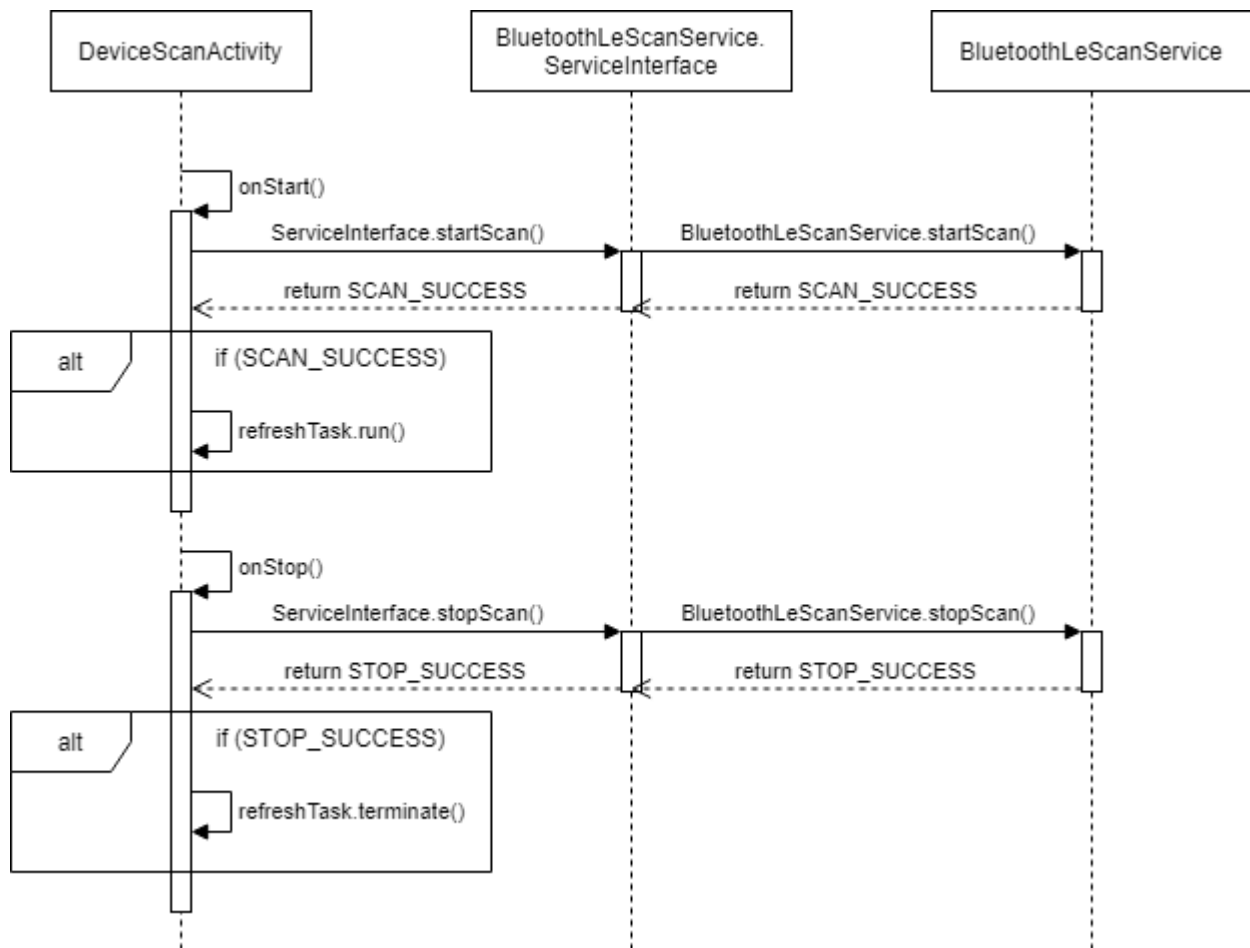 DeviceScanActivity
BluetoothLeScanService.
ServiceInterface
BluetoothLeScanService
onStart()
ServiceInterface.startScan()
BluetoothLeScanService.startScan()
return SCAN_SUCCESS
return SCAN_SUCCESS
alt
if (SCAN_SUCCESS)
refreshTask.run()
onStop()
ServiceInterface.stopScan()
BluetoothLeScanService.stopScan()
return STOP_SUCCESS
return STOP_SUCCESS
alt
if (STOP_SUCCESS)
refreshTask.terminate()